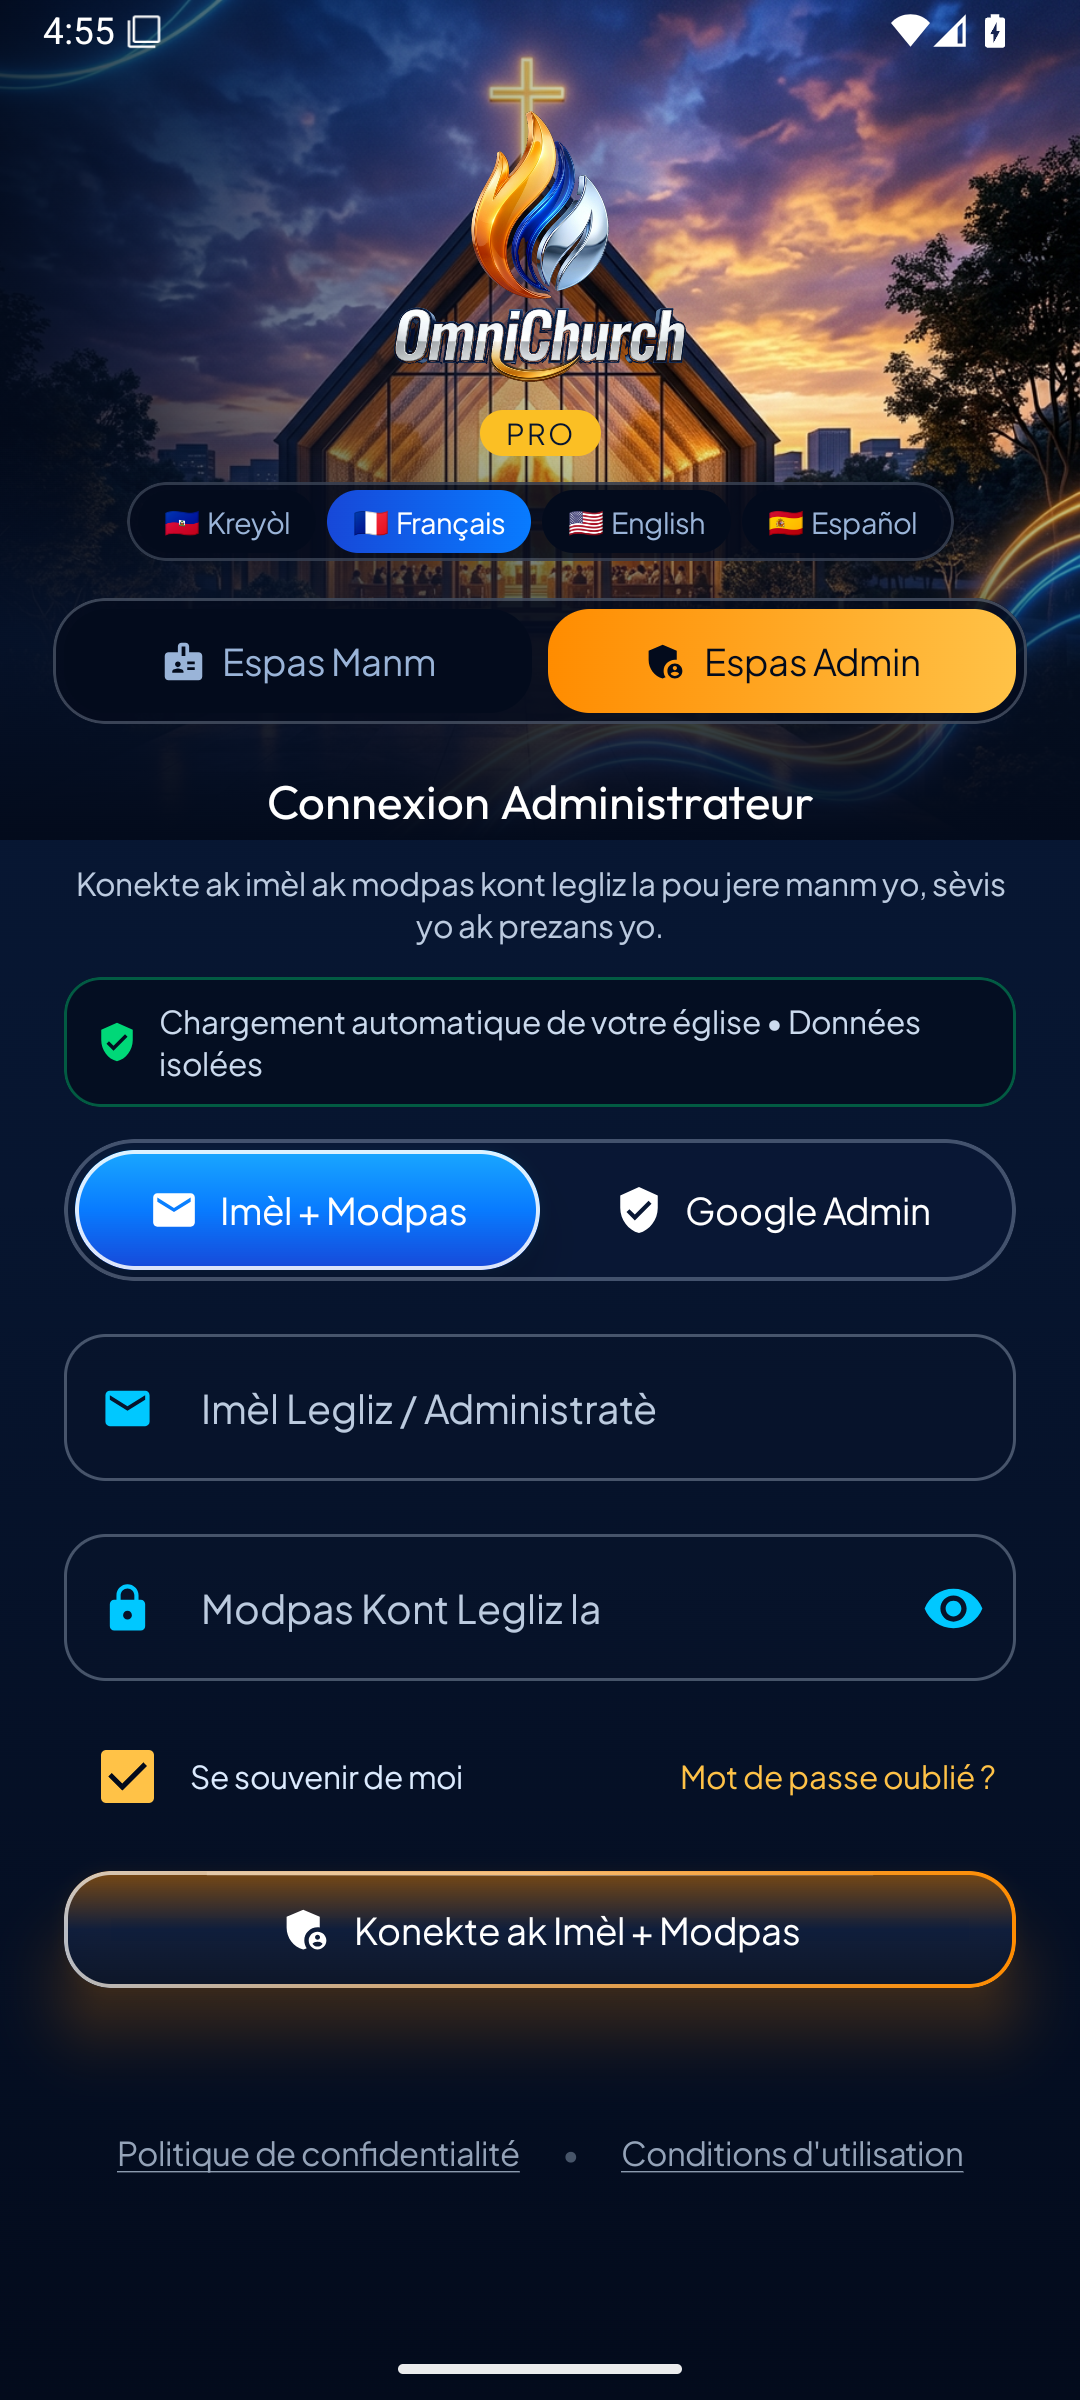 4:55
OmniChurch
PRO
Kreyòl Français English Español
Espas Manm Espas Admin
Connexion Administrateur
Konekte ak imèl ak modpas kont legliz la pou jere manm yo, sèvis
yo ak prezans yo.
Chargement automatique de votre église • Données
isolées
Imèl + Modpas Google Admin
Imèl Legliz / Administratè
Modpas Kont Legliz la
Se souvenir de moi Mot de passe oublié ?
Konekte ak Imèl + Modpas
Politique de confidentialité • Conditions d'utilisation